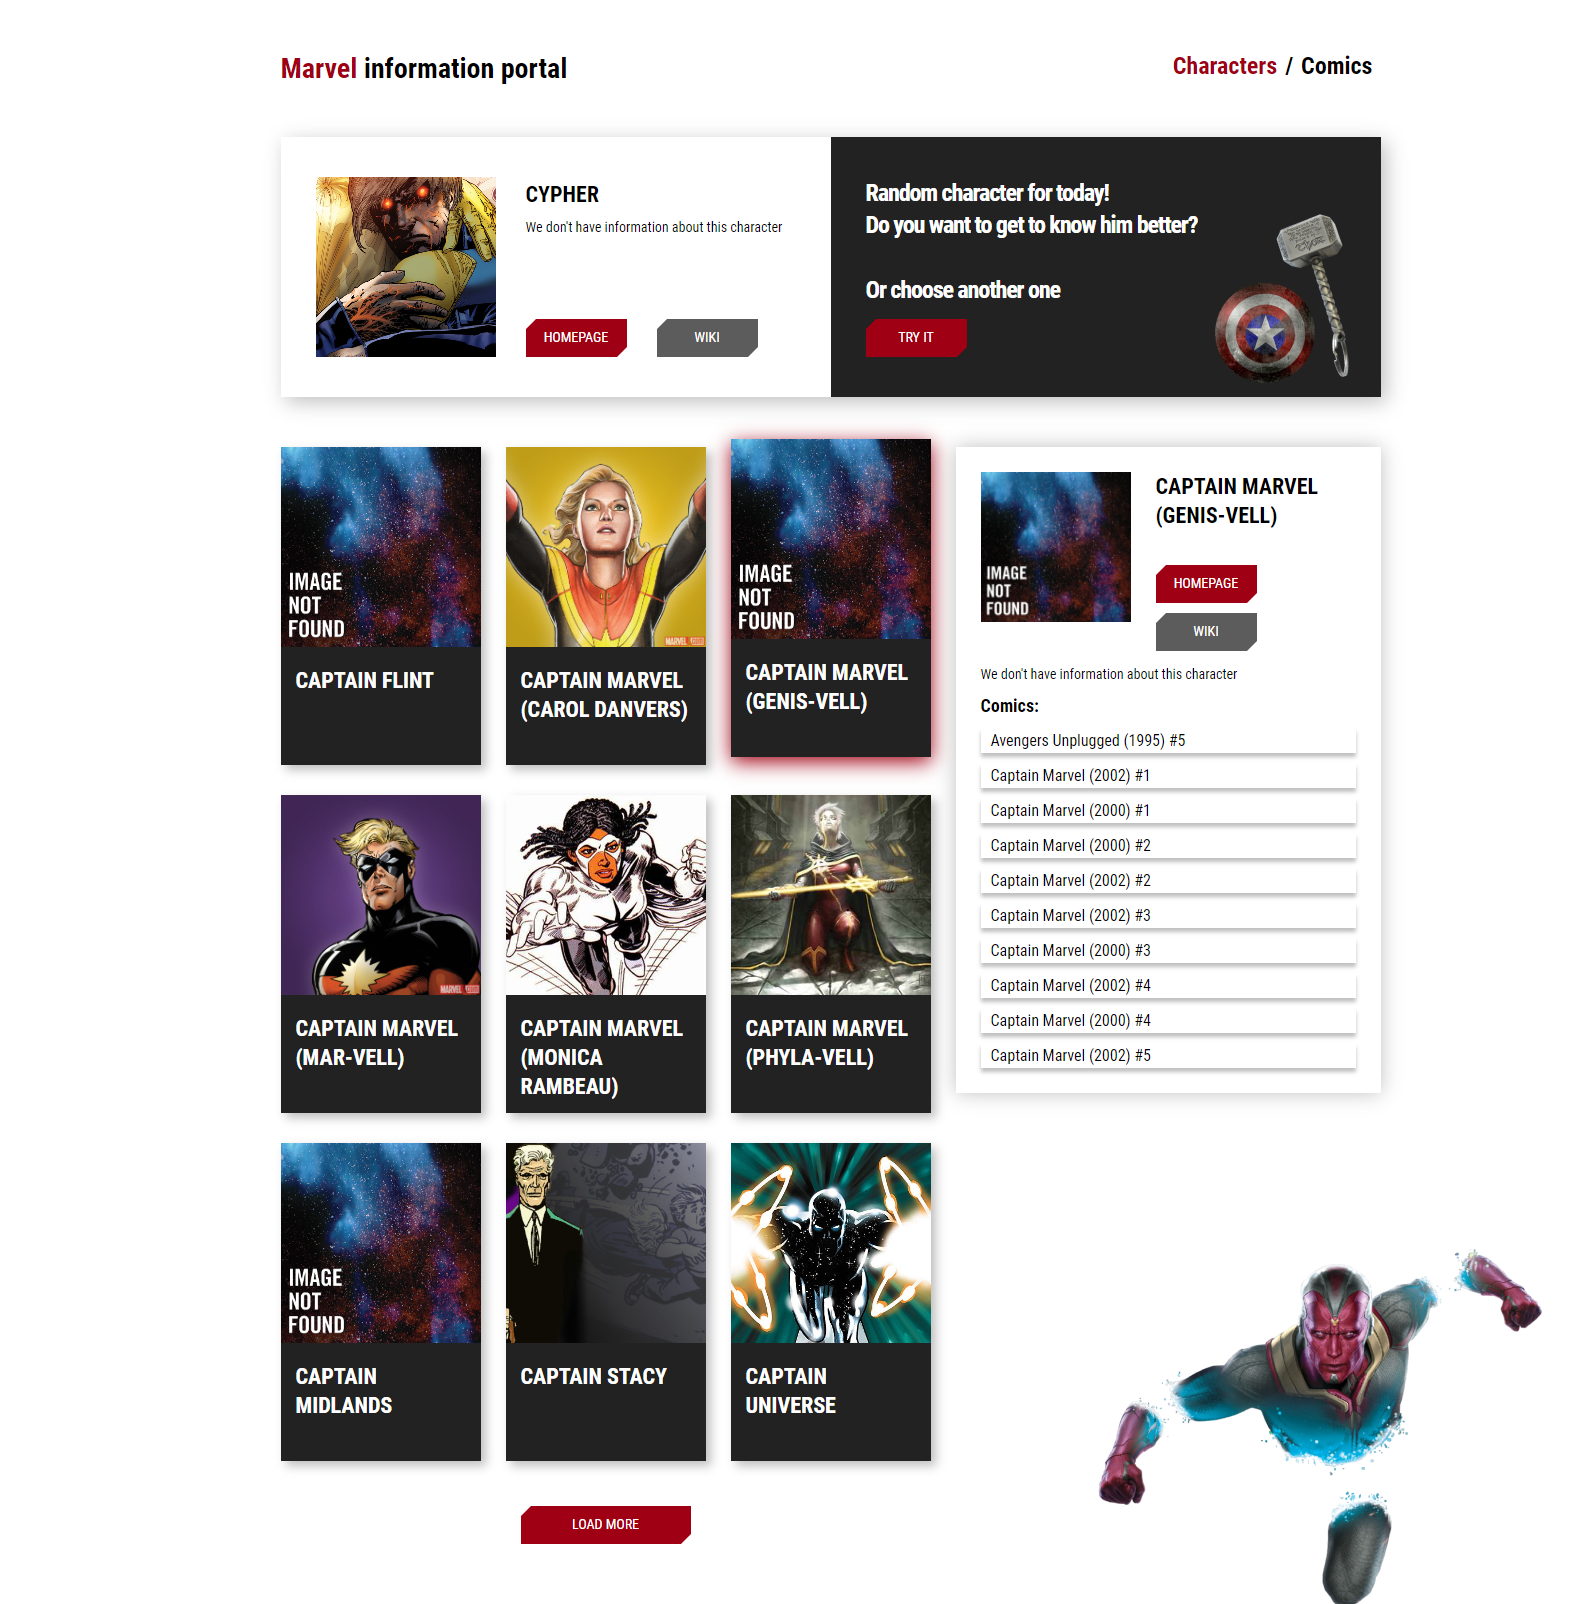 Marvel information portal
Characters / Comics
CYPHER
We don't have information about this character
HOMEPAGE
WIKI
Random character for today!
Do you want to get to know him better?
Or choose another one
TRY IT
IMAGE
NOT
FOUND
CAPTAIN FLINT
CAPTAIN MARVEL
(CAROL DANVERS)
IMAGE
NOT
FOUND
CAPTAIN MARVEL
(GENIS-VELL)
CAPTAIN MARVEL
(MAR-VELL)
CAPTAIN MARVEL
(MONICA
RAMBEAU)
CAPTAIN MARVEL
(PHYLA-VELL)
IMAGE
NOT
FOUND
CAPTAIN
MIDLANDS
CAPTAIN STACY
CAPTAIN
UNIVERSE
LOAD MORE
IMAGE
NOT
FOUND
CAPTAIN MARVEL
(GENIS-VELL)
HOMEPAGE
WIKI
We don't have information about this character
Comics:
Avengers Unplugged (1995) #5
Captain Marvel (2002) #1
Captain Marvel (2000) #1
Captain Marvel (2000) #2
Captain Marvel (2002) #2
Captain Marvel (2002) #3
Captain Marvel (2000) #3
Captain Marvel (2002) #4
Captain Marvel (2000) #4
Captain Marvel (2002) #5